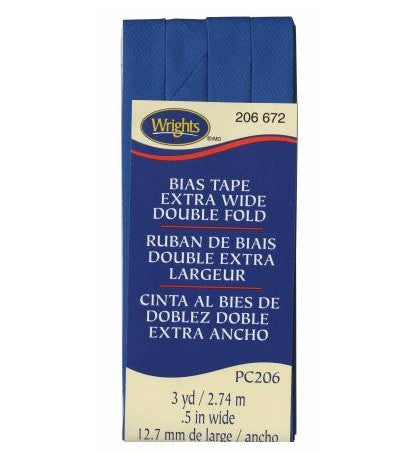 Wrights
®/MD
206 672
BIAS TAPE
EXTRA WIDE
DOUBLE FOLD
RUBAN DE BIAIS
DOUBLE EXTRA
LARGEUR
CINTA AL BIES DE
DOBLEZ DOBLE
EXTRA ANCHO
PC206
3 yd / 2.74 m
.5 in wide
12.7 mm de large / ancho